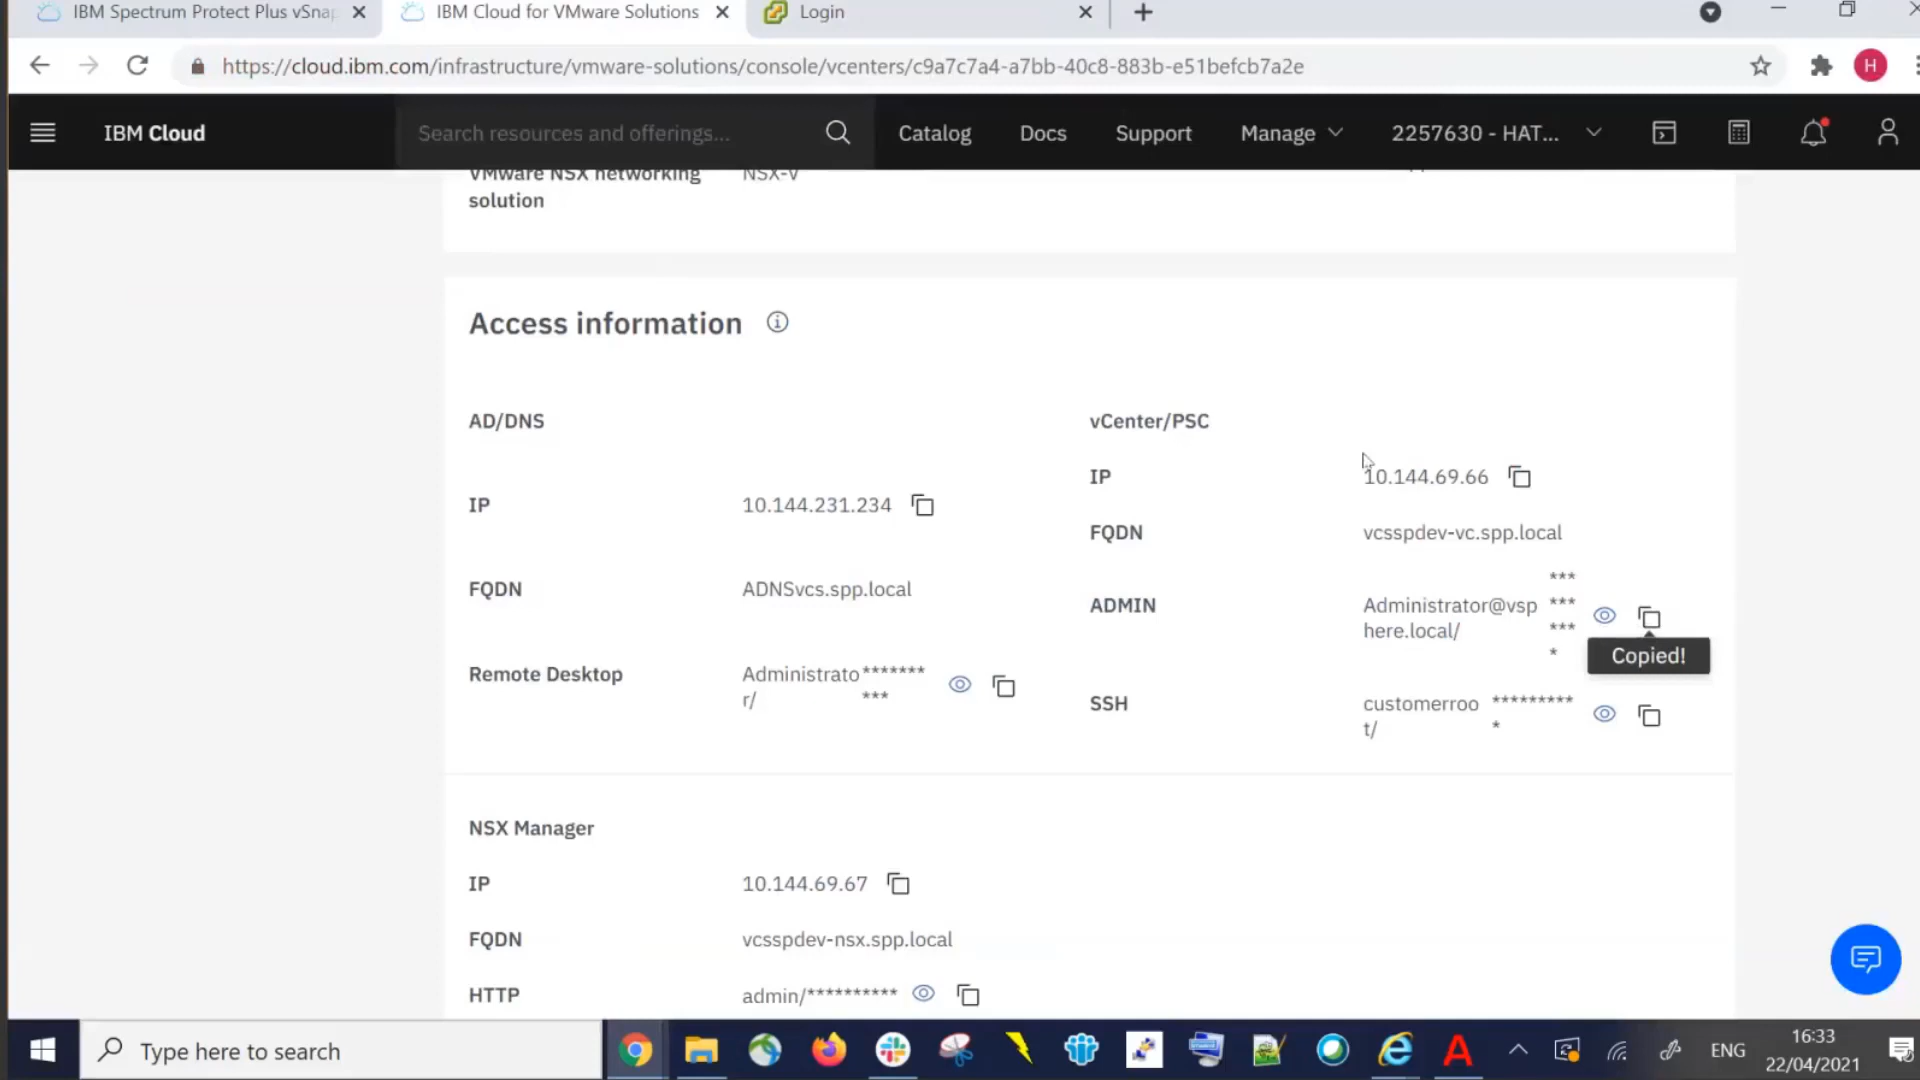 IBM Spectrum Protect Plus vSnap
IBM Cloud for VMware Solutions
Login
https://cloud.ibm.com/infrastructure/vmware-solutions/console/vcenters/c9a7c7a4-a7bb-40c8-883b-e51befcb7a2e
H
IBM Cloud
Search resources and offerings...
Catalog
Docs
Support
Manage
2257630 - HAT...
VMware NSX networking
solution
NSX-V
Access information
AD/DNS
IP
10.144.231.234
FQDN
ADNSvcs.spp.local
Remote Desktop
Administrato
r/
*******
***
vCenter/PSC
IP
10.144.69.66
FQDN
vcsspdev-vc.spp.local
ADMIN
Administrator@vsp
here.local/
***
***
***
*
Copied!
SSH
customerroo
t/
*********
*
NSX Manager
IP
10.144.69.67
FQDN
vcsspdev-nsx.spp.local
HTTP
admin/**********
Type here to search
ENG
16:33
22/04/2021